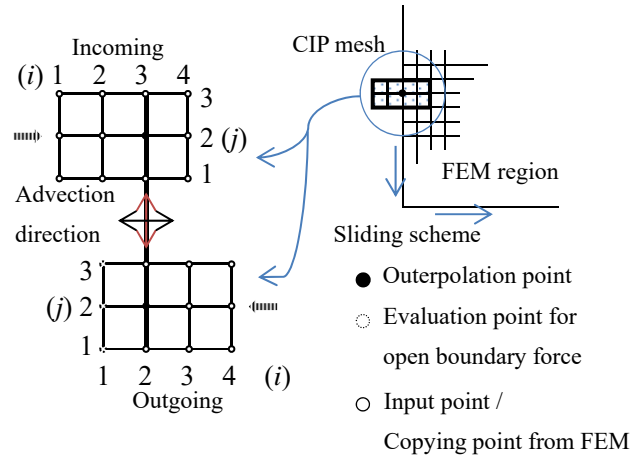 Incoming
(i) 1 2 3 4
3
2 (j)
1
Advection
direction
3
(j) 2
1
1 2 3 4 (i)
Outgoing
CIP mesh
FEM region
Sliding scheme
Outerpolation point
Evaluation point for
open boundary force
Input point /
Copying point from FEM